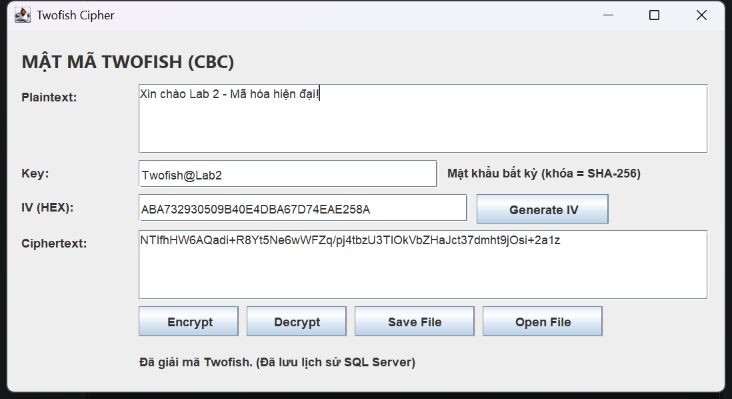 Twofish Cipher
MẬT MÃ TWOFISH (CBC)
Plaintext:
Xin chào Lab 2 - Mã hóa hiện đại!
Key:
Twofish@Lab2
Mật khẩu bất kỳ (khóa = SHA-256)
IV (HEX):
ABA732930509B40E4DBA67D74EAE258A
Generate IV
Ciphertext:
NTlfhHW6AQadi+R8Yt5Ne6wWFZq/pj4tbzU3TlOkVbZHaJct37dmht9jOsi+2a1z
Encrypt
Decrypt
Save File
Open File
Đã giải mã Twofish. (Đã lưu lịch sử SQL Server)